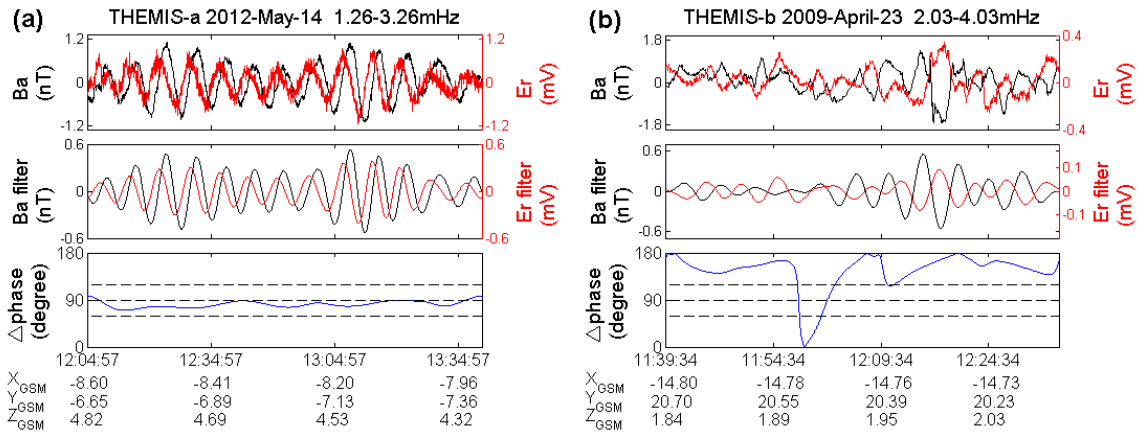 (a) THEMIS-a 2012-May-14 1.26-3.26mHz
1.2
0
-1.2
Ba
(nT)
1.2
0
-1.2
Er
(mV)
0.6
0
-0.6
Ba filter
(nT)
0.6
0
-0.6
Er filter
(mV)
180
90
0
△phase
(degree)
12:04:57 12:34:57 13:04:57 13:34:57
XGSM -8.60 -8.41 -8.20 -7.96
YGSM -6.65 -6.89 -7.13 -7.36
ZGSM 4.82 4.69 4.53 4.32
(b) THEMIS-b 2009-April-23 2.03-4.03mHz
1.8
0
-1.8
Ba
(nT)
0.4
0
-0.4
Er
(mV)
0.6
0
-0.6
Ba filter
(nT)
0.1
0
-0.1
Er filter
(mV)
180
90
0
△phase
(degree)
11:39:34 11:54:34 12:09:34 12:24:34
XGSM -14.80 -14.78 -14.76 -14.73
YGSM 20.70 20.55 20.39 20.23
ZGSM 1.84 1.89 1.95 2.03